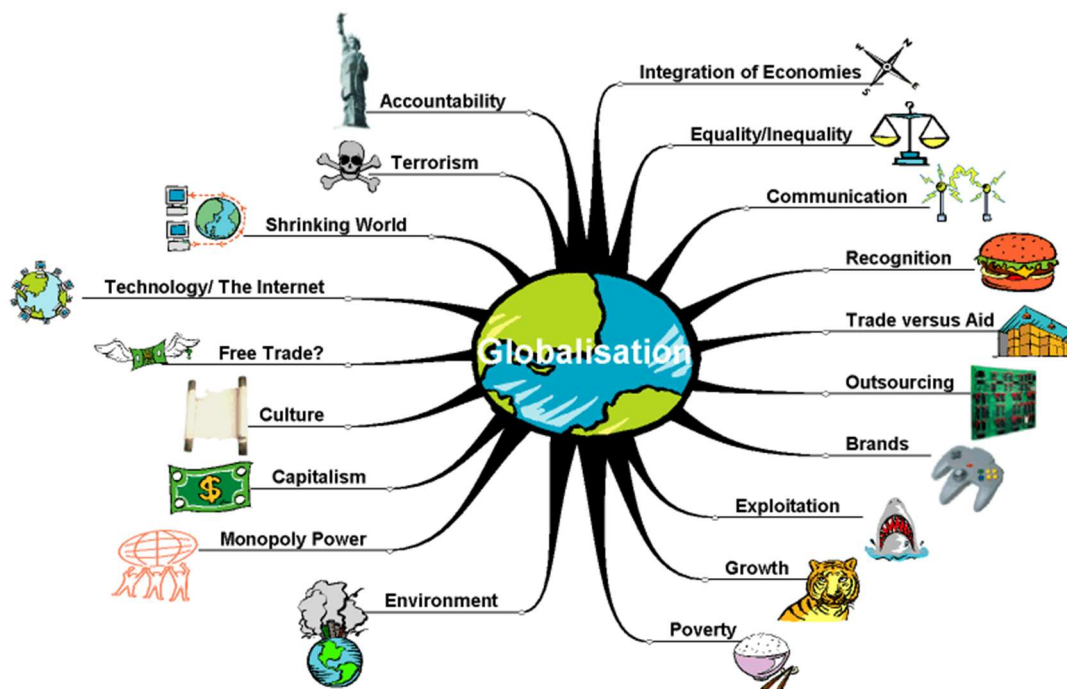 Globalisation
Integration of Economies
Equality/Inequality
Communication
Recognition
Trade versus Aid
Outsourcing
Brands
Exploitation
Growth
Poverty
Environment
Monopoly Power
Capitalism
Culture
Free Trade?
Technology/ The Internet
Shrinking World
Terrorism
Accountability
N
E
S
W
$